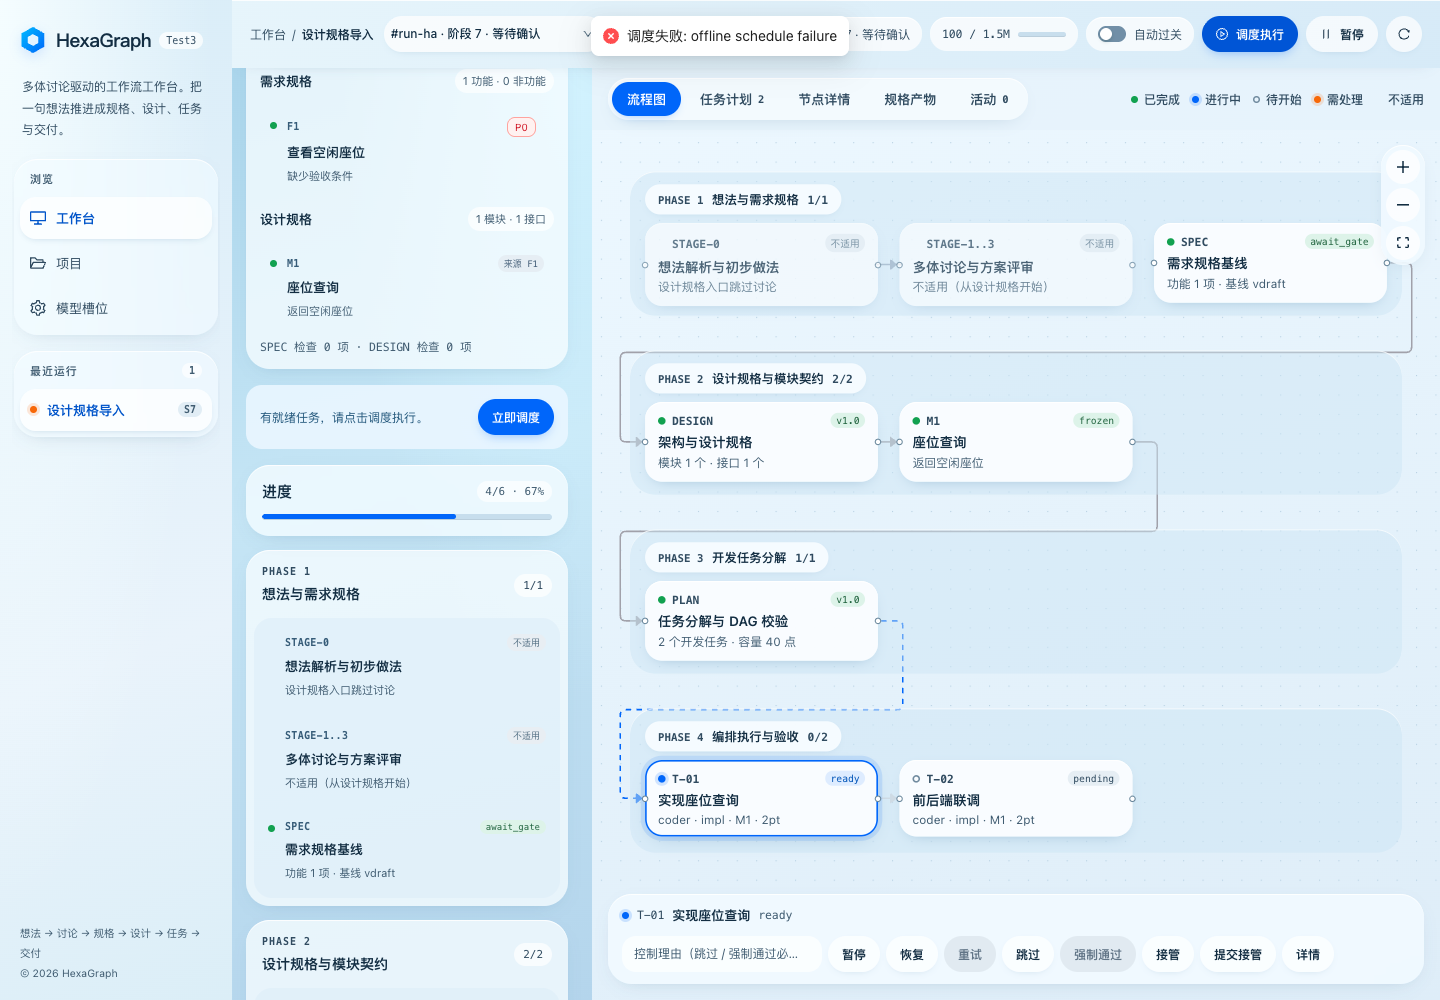 HexaGraph Test3
多体讨论驱动的工作流工作台。把
一句想法推进成规格、设计、任务
与交付。
浏览
工作台
项目
模型槽位
最近运行 1
设计规格导入 S7
想法 → 讨论 → 规格 → 设计 → 任务 →
交付
© 2026 HexaGraph
工作台 / 设计规格导入
#run-ha · 阶段 7 · 等待确认
调度失败: offline schedule failure
7 · 等待确认
100 / 1.5M
自动过关
调度执行
暂停
需求规格 1 功能 · 0 非功能
F1 P0
查看空闲座位
缺少验收条件
设计规格 1 模块 · 1 接口
M1 来源 F1
座位查询
返回空闲座位
SPEC 检查 0 项 · DESIGN 检查 0 项
有就绪任务，请点击调度执行。 立即调度
进度 4/6 · 67%
PHASE 1
想法与需求规格 1/1
STAGE-0 不适用
想法解析与初步做法
设计规格入口跳过讨论
STAGE-1..3 不适用
多体讨论与方案评审
不适用（从设计规格开始）
SPEC await_gate
需求规格基线
功能 1 项 · 基线 vdraft
PHASE 2
设计规格与模块契约 2/2
流程图 任务计划 2 节点详情 规格产物 活动 0
已完成 进行中 待开始 需处理 不适用
PHASE 1 想法与需求规格 1/1
STAGE-0 不适用
想法解析与初步做法
设计规格入口跳过讨论
STAGE-1..3 不适用
多体讨论与方案评审
不适用（从设计规格开始）
SPEC await_gate
需求规格基线
功能 1 项 · 基线 vdraft
PHASE 2 设计规格与模块契约 2/2
DESIGN v1.0
架构与设计规格
模块 1 个 · 接口 1 个
M1 frozen
座位查询
返回空闲座位
PHASE 3 开发任务分解 1/1
PLAN v1.0
任务分解与 DAG 校验
2 个开发任务 · 容量 40 点
PHASE 4 编排执行与验收 0/2
T-01 ready
实现座位查询
coder · impl · M1 · 2pt
T-02 pending
前后端联调
coder · impl · M1 · 2pt
T-01 实现座位查询 ready
控制理由（跳过 / 强制通过必... 暂停 恢复 重试 跳过 强制通过 接管 提交接管 详情